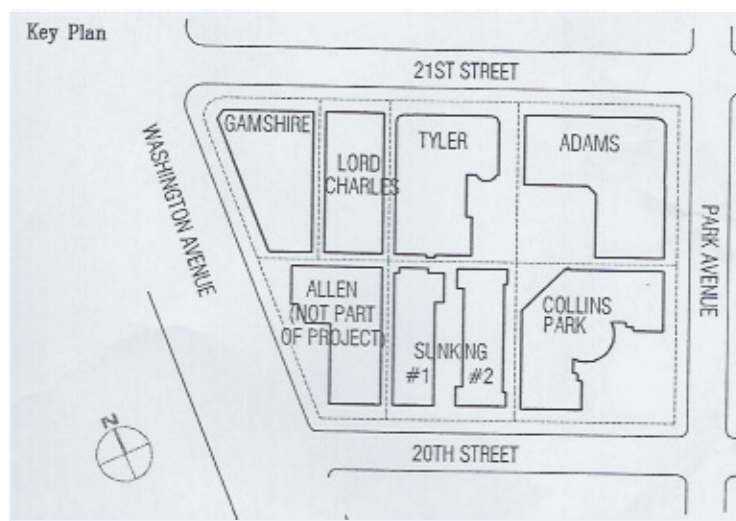 Key Plan
21ST STREET
WASHINGTON AVENUE
GAMSHIRE
LORD
CHARLES
TYLER
ADAMS
PARK AVENUE
ALLEN
(NOT PART
OF PROJECT)
SUNKING
#1
#2
COLLINS
PARK
N
20TH STREET